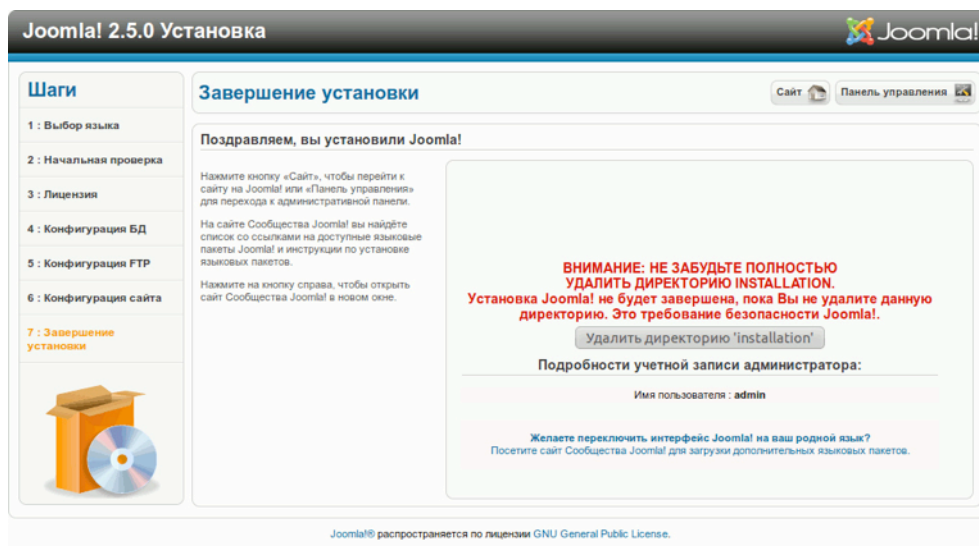 Joomla! 2.5.0 Установка
Joomla!
Шаги
1 : Выбор языка
2 : Начальная проверка
3 : Лицензия
4 : Конфигурация БД
5 : Конфигурация FTP
6 : Конфигурация сайта
7 : Завершение
установки
Завершение установки
Сайт
Панель управления
Поздравляем, вы установили Joomla!
Нажмите кнопку «Сайт», чтобы перейти к
сайту на Joomla! или «Панель управления»
для перехода к административной панели.
На сайте Сообщества Joomla! вы найдёте
список со ссылками на доступные языковые
пакеты Joomla! и инструкции по установке
языковых пакетов.
Нажмите на кнопку справа, чтобы открыть
сайт Сообщества Joomla! в новом окне.
ВНИМАНИЕ: НЕ ЗАБУДЬТЕ ПОЛНОСТЬЮ
УДАЛИТЬ ДИРЕКТОРИЮ INSTALLATION.
Установка Joomla! не будет завершена, пока Вы не удалите данную
директорию. Это требование безопасности Joomla!.
Удалить директорию 'installation'
Подробности учетной записи администратора:
Имя пользователя : admin
Желаете переключить интерфейс Joomla! на ваш родной язык?
Посетите сайт Сообщества Joomla! для загрузки дополнительных языковых пакетов.
Joomla!® распространяется по лицензии GNU General Public License.